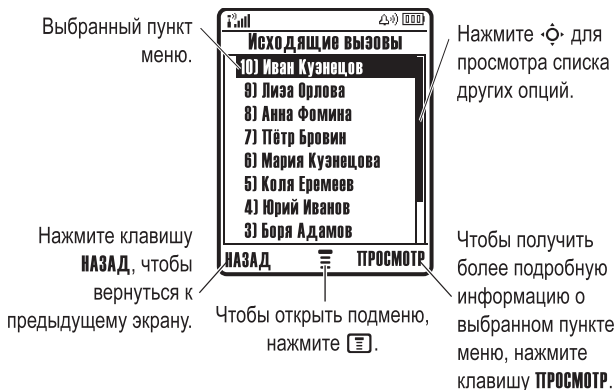 Выбранный пункт
меню.
Исходящие вызовы
10) Иван Кузнецов
9) Лиза Орлова
8) Анна Фомина
7) Пётр Бровин
6) Мария Кузнецова
5) Коля Еремеев
4) Юрий Иванов
3) Боря Адамов
НАЗАД
ПРОСМОТР
Нажмите для
просмотра списка
других опций.
Нажмите клавишу
НАЗАД, чтобы
вернуться к
предыдущему экрану.
Чтобы открыть подменю,
нажмите .
Чтобы получить
более подробную
информацию о
выбранном пункте
меню, нажмите
клавишу ПРОСМОТР.